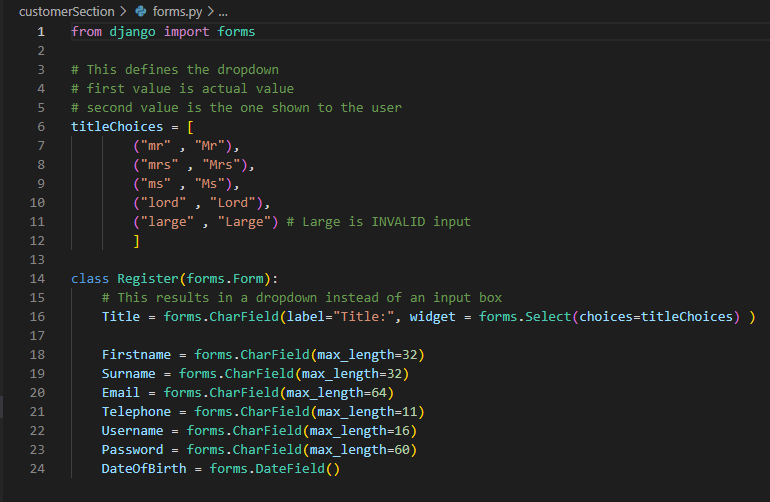 customerSection > forms.py > ...
1 from django import forms
2
3 # This defines the dropdown
4 # first value is actual value
5 # second value is the one shown to the user
6 titleChoices = [
7         ("mr" , "Mr"),
8         ("mrs" , "Mrs"),
9         ("ms" , "Ms"),
10         ("lord" , "Lord"),
11         ("large" , "Large") # Large is INVALID input
12         ]
13
14 class Register(forms.Form):
15     # This results in a dropdown instead of an input box
16     Title = forms.CharField(label="Title:", widget = forms.Select(choices=titleChoices) )
17
18     Firstname = forms.CharField(max_length=32)
19     Surname = forms.CharField(max_length=32)
20     Email = forms.CharField(max_length=64)
21     Telephone = forms.CharField(max_length=11)
22     Username = forms.CharField(max_length=16)
23     Password = forms.CharField(max_length=60)
24     DateOfBirth = forms.DateField()